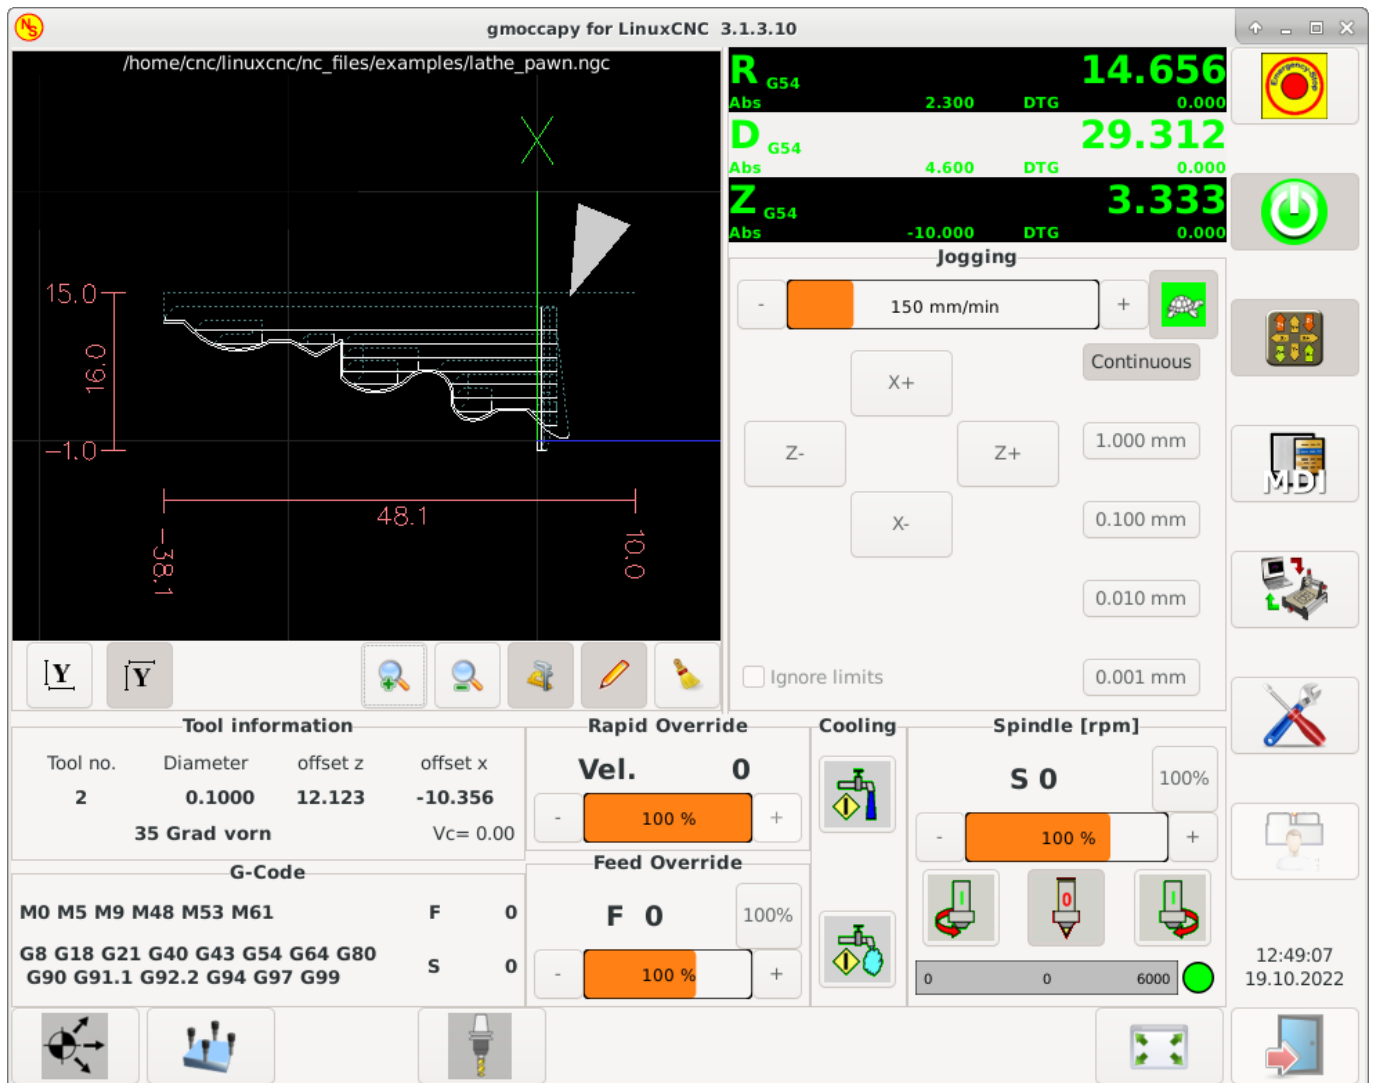 NS
gmoccapy for LinuxCNC 3.1.3.10
/home/cnc/linuxcnc/nc_files/examples/lathe_pawn.ngc
X
15.0
16.0
-1.0
48.1
-38.1
10.0
Y
Y
R G54 14.656
Abs 2.300 DTG 0.000
D G54 29.312
Abs 4.600 DTG 0.000
Z G54 3.333
Abs -10.000 DTG 0.000
Jogging
- 150 mm/min +
Continuous
X+
1.000 mm
Z- Z+
X-
0.100 mm
0.010 mm
Ignore limits
0.001 mm
Emergency-Stop
MDI
Tool information
Tool no. Diameter offset z offset x
2 0.1000 12.123 -10.356
35 Grad vorn Vc= 0.00
G-Code
M0 M5 M9 M48 M53 M61
F 0
G8 G18 G21 G40 G43 G54 G64 G80
G90 G91.1 G92.2 G94 G97 G99
S 0
Rapid Override
Vel. 0
- 100 % +
Feed Override
F 0 100%
- 100 % +
Cooling
Spindle [rpm]
S 0 100%
- 100 % +
I 0 I
0 0 6000
12:49:07
19.10.2022